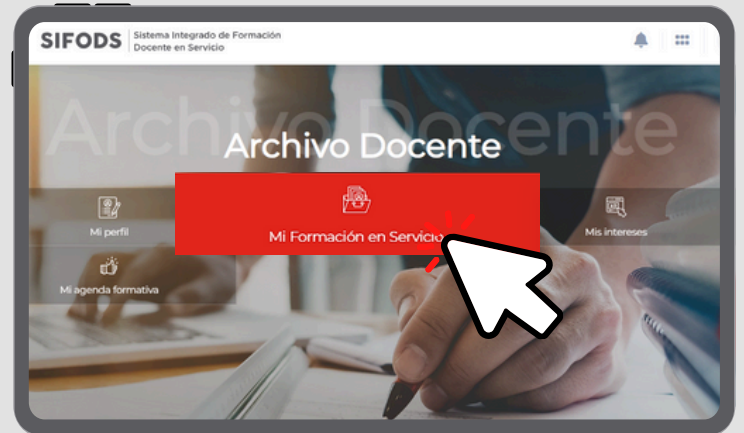 SIFODS
Sistema Integrado de Formación
Docente en Servicio
Archivo Docente
Archivo Docente
Mi perfil
Mi Formación en Servicio
Mis intereses
Mi agenda formativa